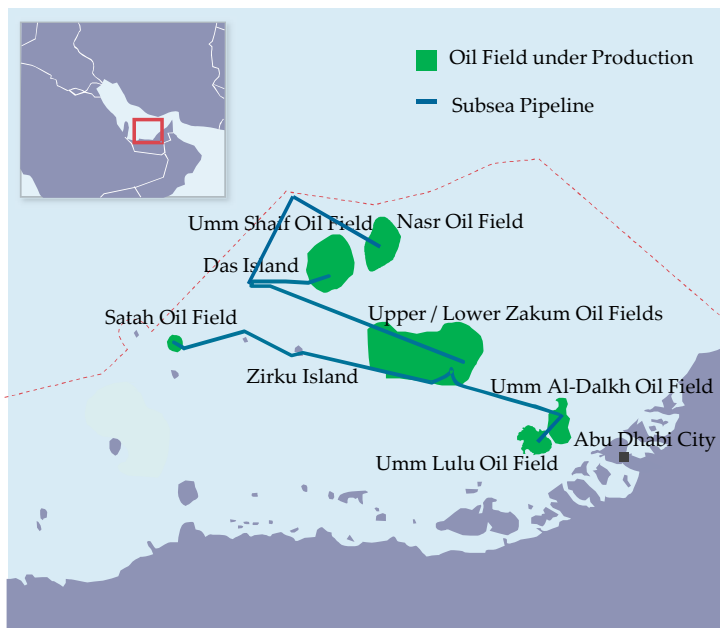 Oil Field under Production
Subsea Pipeline
Umm Shaif Oil Field
Nasr Oil Field
Das Island
Satah Oil Field
Upper / Lower Zakum Oil Fields
Zirku Island
Umm Al-Dalkh Oil Field
Abu Dhabi City
Umm Lulu Oil Field